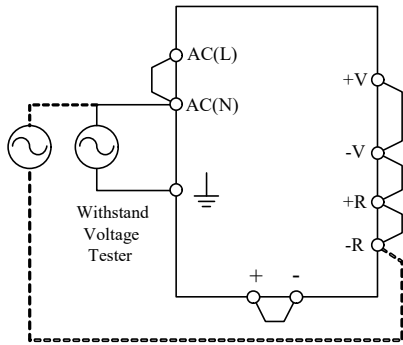 AC(L)
AC(N)
+V
-V
+R
-R
Withstand
Voltage
Tester
+ -